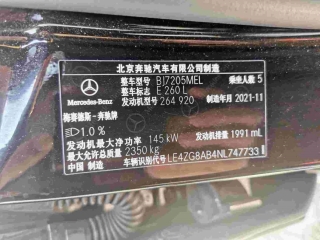 北京奔驰汽车有限公司制造
整车型号 BJ7205MEL 乘坐人数 5
整车标志 E 260 L
发动机型号 264 920 制造年月 2021-11
Mercedes-Benz
梅赛德斯-奔驰牌
1.0 %
发动机最大净功率 145 kW 发动机排量 1991 mL
最大允许总质量 2350 kg
中国 制造 车辆识别代号 LE4ZG8AB4NL747733